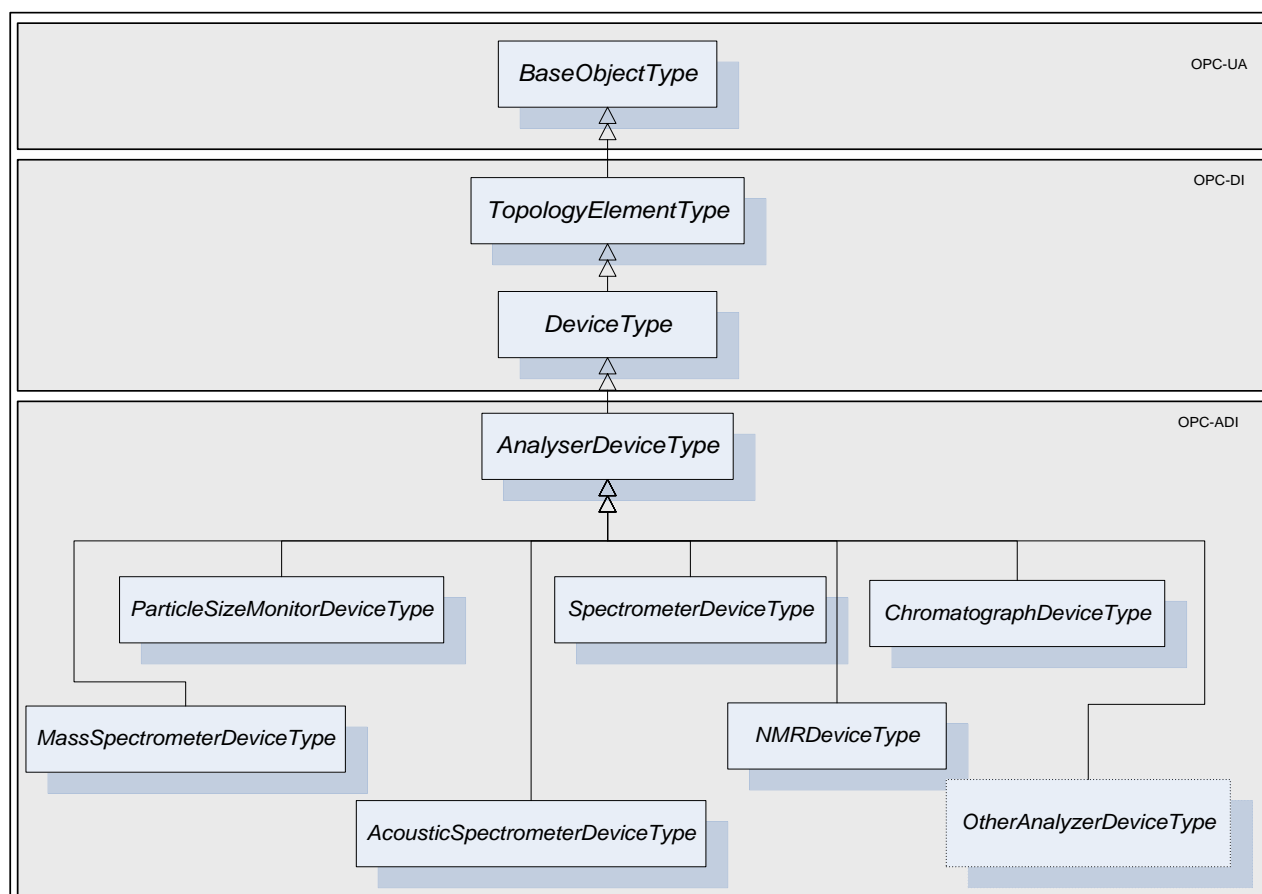 BaseObjectType
OPC-UA
OPC-DI
TopologyElementType
DeviceType
OPC-ADI
AnalyserDeviceType
ParticleSizeMonitorDeviceType
SpectrometerDeviceType
ChromatographDeviceType
MassSpectrometerDeviceType
NMRDeviceType
AcousticSpectrometerDeviceType
OtherAnalyzerDeviceType